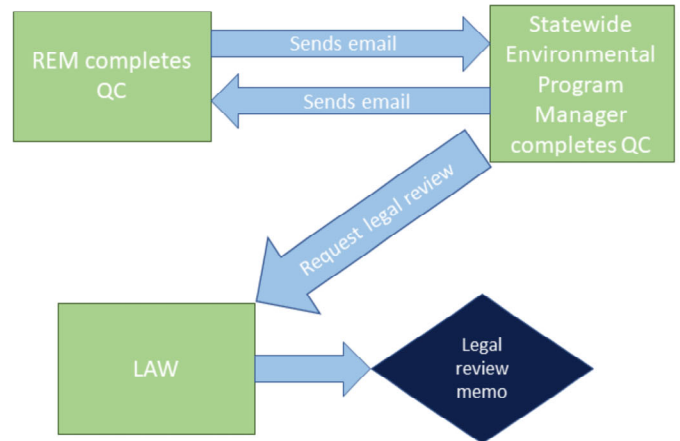 REM completes
QC
Sends email
Sends email
Statewide
Environmental
Program
Manager
completes QC
Request legal review
LAW
Legal
review
memo